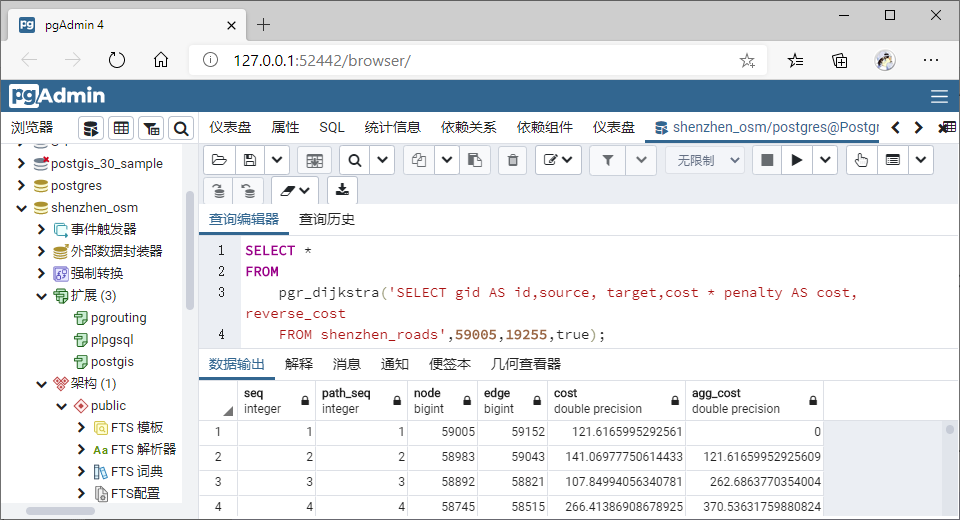 pgAdmin 4
127.0.0.1:52442/browser/
pgAdmin
浏览器
仪表盘 属性 SQL 统计信息 依赖关系 依赖组件 仪表盘 shenzhen_osm/postgres@Postgr
postgis_30_sample
postgres
shenzhen_osm
事件触发器
外部数据封装器
强制转换
扩展 (3)
pgrouting
plpgsql
postgis
架构 (1)
public
FTS 模板
Aa FTS 解析器
FTS 词典
FTS配置
无限制
查询编辑器 查询历史
1 SELECT *
2 FROM
3 pgr_dijkstra('SELECT gid AS id,source, target,cost * penalty AS cost,
reverse_cost
4 FROM shenzhen_roads',59005,19255,true);
数据输出 解释 消息 通知 便签本 几何查看器
seq path_seq node edge cost agg_cost
integer integer bigint bigint double precision double precision
1 1 1 59005 59152 121.6165995292561 0
2 2 2 58983 59043 141.06977750614433 121.61659952925609
3 3 3 58892 58821 107.84994056340781 262.6863770354004
4 4 4 58745 58515 266.41386908678925 370.53631759880824